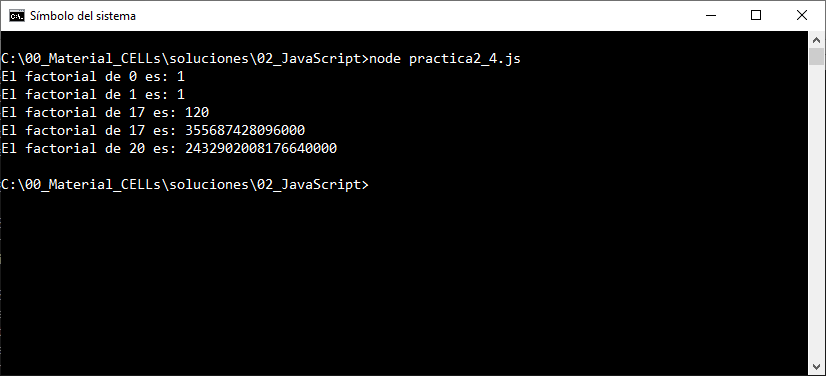 Símbolo del sistema
C:\00_Material_CELLs\soluciones\02_JavaScript>node practica2_4.js
El factorial de 0 es: 1
El factorial de 1 es: 1
El factorial de 17 es: 120
El factorial de 17 es: 355687428096000
El factorial de 20 es: 2432902008176640000
C:\00_Material_CELLs\soluciones\02_JavaScript>